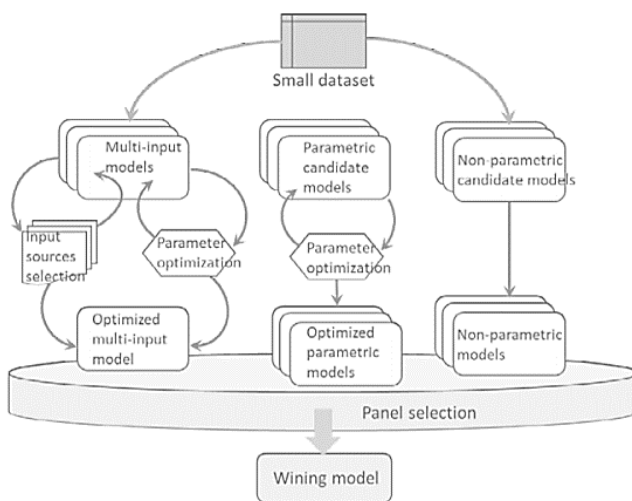 Small dataset
Multi-input
models
Parametric
candidate
models
Non-parametric
candidate models
Input
sources
selection
Parameter
optimization
Parameter
optimization
Optimized
multi-input
model
Optimized
parametric
models
Non-parametric
models
Panel selection
Wining model